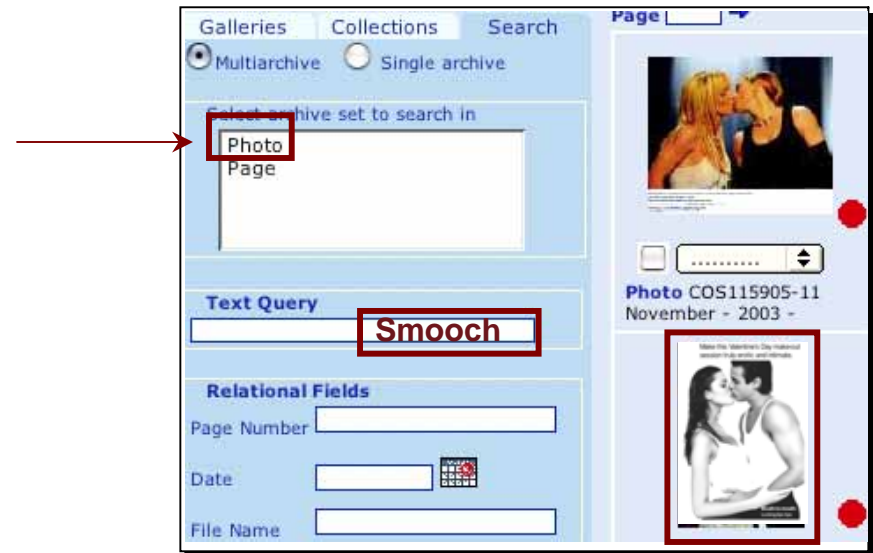 Galleries Collections Search
Multiarchive Single archive
Select archive set to search in
Photo
Page
Text Query
Smooch
Relational Fields
Page Number
Date
File Name
Page
..........
Photo COS115905-11
November - 2003 -
Make this Valentine's Day makeout
session truly erotic and intimate.